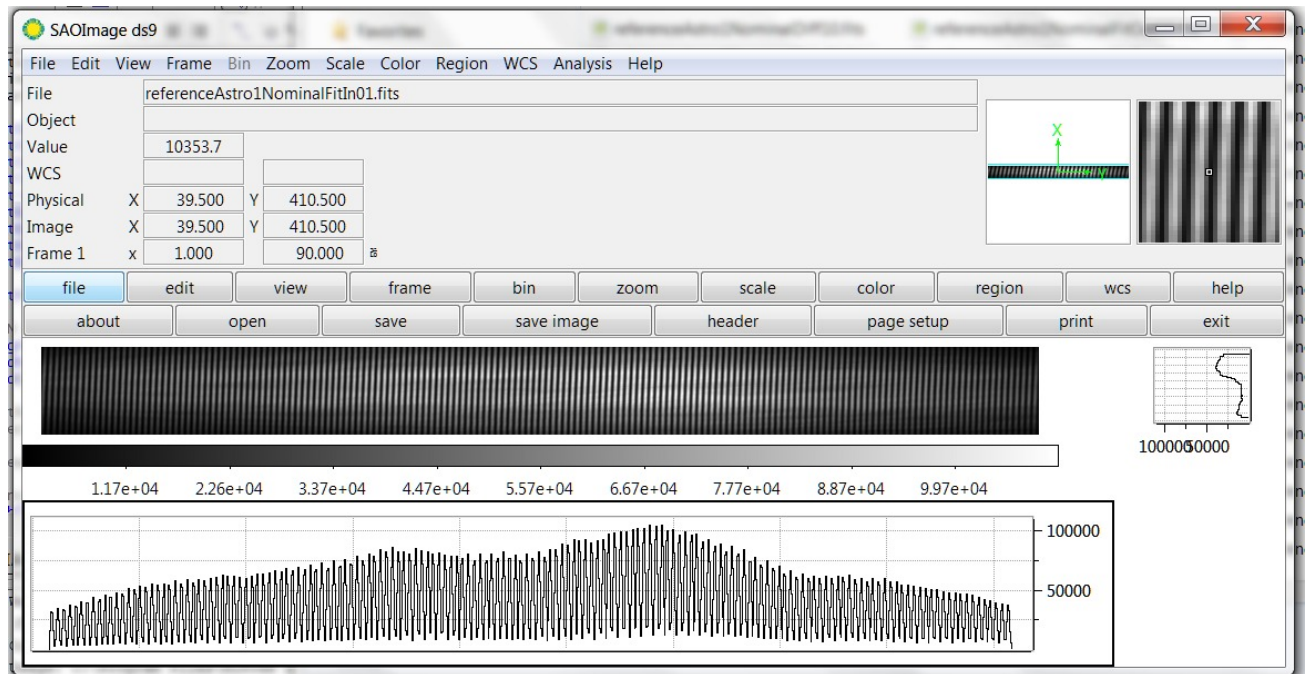 SAOImage ds9
File Edit View Frame Bin Zoom Scale Color Region WCS Analysis Help
File referenceAstro1NominalFitIn01.fits
Object
Value 10353.7
WCS
Physical X 39.500 Y 410.500
Image X 39.500 Y 410.500
Frame 1 x 1.000 90.000
X
Y
file edit view frame bin zoom scale color region wcs help
about open save save image header page setup print exit
100000 50000
1.17e+04 2.26e+04 3.37e+04 4.47e+04 5.57e+04 6.67e+04 7.77e+04 8.87e+04 9.97e+04
100000
50000